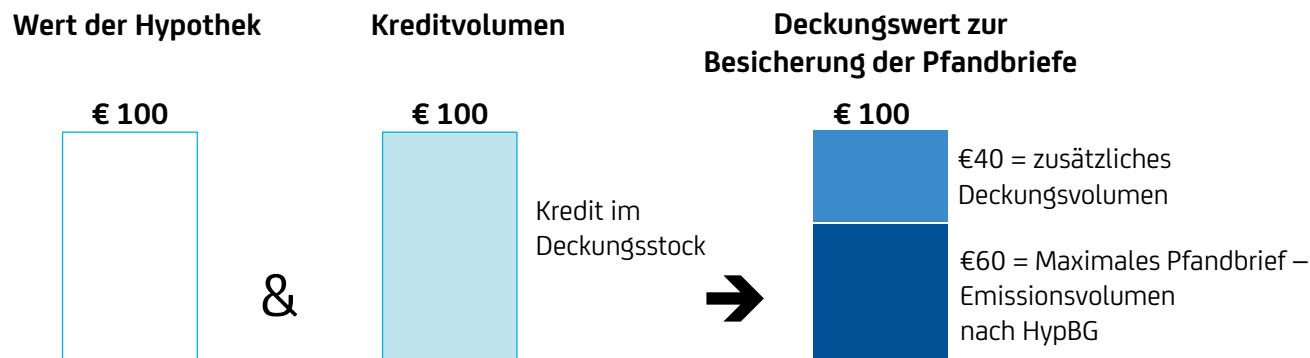 Wert der Hypothek
Kreditvolumen
Deckungswert zur
Besicherung der Pfandbriefe
€ 100
€ 100
€ 100
€40 = zusätzliches
Deckungsvolumen
Kredit im
Deckungsstock
€60 = Maximales Pfandbrief –
Emissionsvolumen
nach HypBG
&